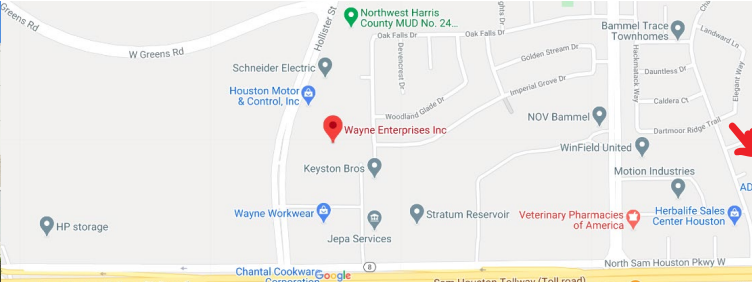 Greens Rd
W Greens Rd
Hollister St
Northwest Harris
County MUD No. 24...
Oak Falls Dr
Oak Falls Dr
Devencrest Dr
Golden Stream Dr
Imperial Grove Dr
Woodland Glade Dr
Bammel Trace
Townhomes
Landward Ln
Hackmatack Way
Elegant Way
Dauntless Dr
Caldera Ct
Dartmoor Ridge Trail
Schneider Electric
Houston Motor
& Control, Inc
Wayne Enterprises Inc
NOV Bammel
WinField United
Keyston Bros
Motion Industries
AD
Wayne Workwear
Stratum Reservoir
Veterinary Pharmacies
of America
Herbalife Sales
Center Houston
HP storage
Jepa Services
North Sam Houston Pkwy W
8
Chantal Cookware
Corporation
Google
Sam Houston Tollway (Toll road)